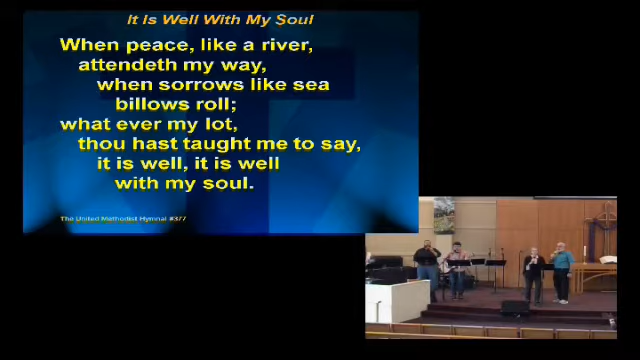 It Is Well With My Soul
When peace, like a river,
attendeth my way,
when sorrows like sea
billows roll;
what ever my lot,
thou hast taught me to say,
it is well, it is well
with my soul.
The United Methodist Hymnal #377